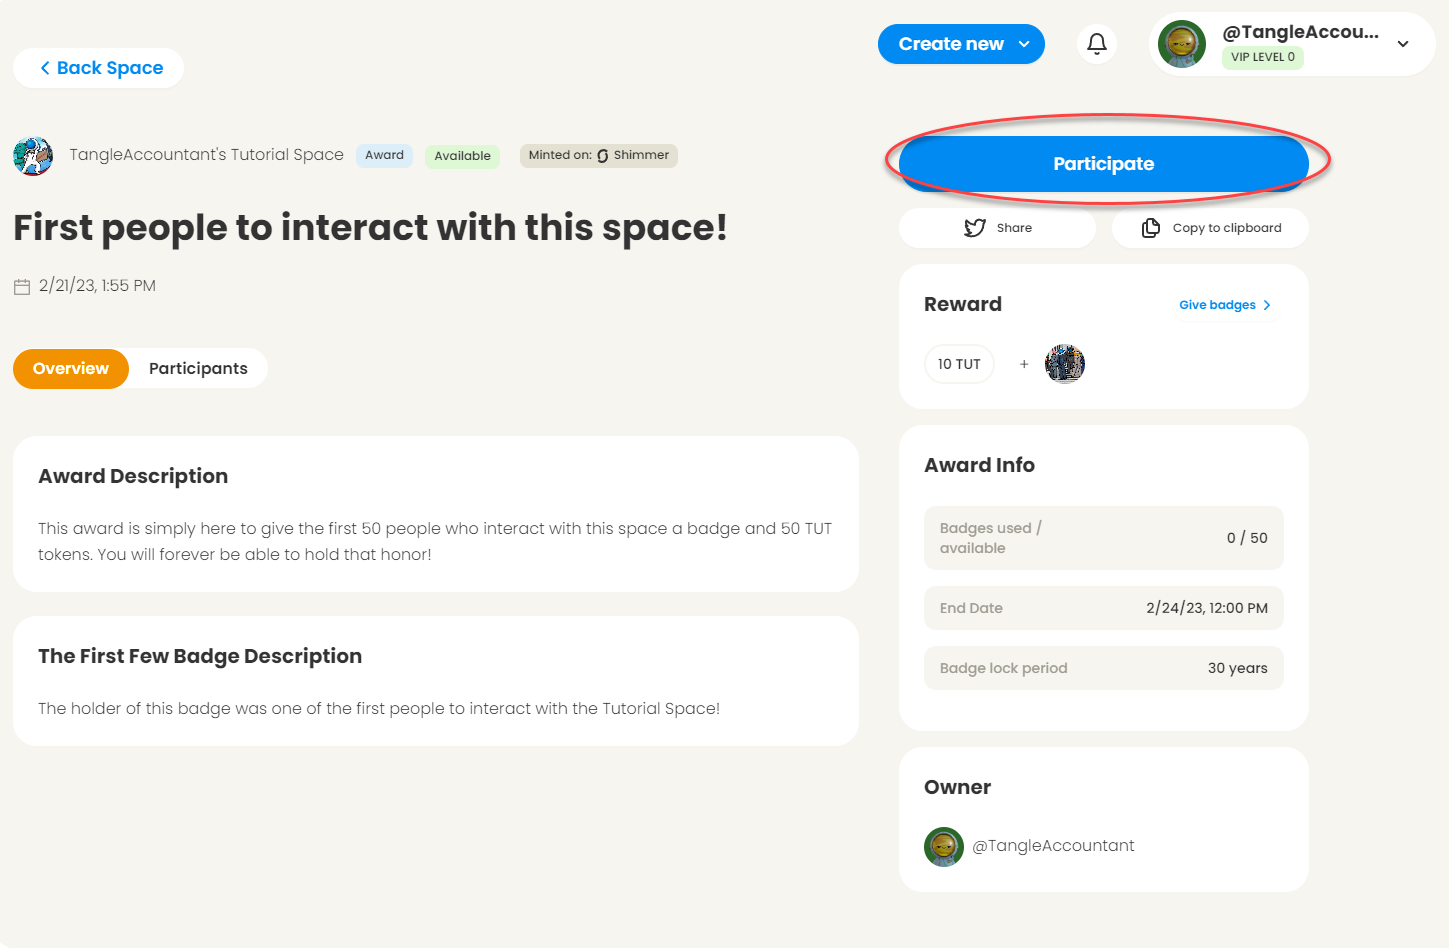 Back Space
Create new
@TangleAccou...
VIP LEVEL 0
TangleAccountant's Tutorial Space
Award
Available
Minted on: Shimmer
First people to interact with this space!
2/21/23, 1:55 PM
Overview
Participants
Award Description
This award is simply here to give the first 50 people who interact with this space a badge and 50 TUT
tokens. You will forever be able to hold that honor!
The First Few Badge Description
The holder of this badge was one of the first people to interact with the Tutorial Space!
Participate
Share
Copy to clipboard
Reward
Give badges
10 TUT
+
Award Info
Badges used /
available
0 / 50
End Date
2/24/23, 12:00 PM
Badge lock period
30 years
Owner
@TangleAccountant